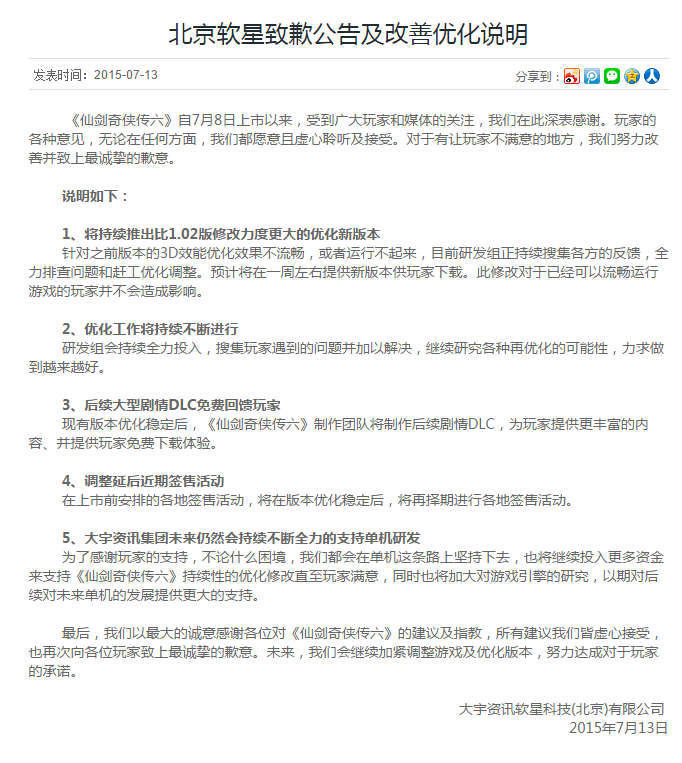 北京软星致歉公告及改善优化说明
发表时间：2015-07-13
分享到：
《仙剑奇侠传六》自7月8日上市以来，受到广大玩家和媒体的关注，我们在此深表感谢。玩家的
各种意见，无论在任何方面，我们都愿意且虚心聆听及接受。对于有让玩家不满意的地方，我们努力改
善并致上最诚挚的歉意。
说明如下：
1、将持续推出比1.02版修改力度更大的优化新版本
针对之前版本的3D效能优化效果不流畅，或者运行不起来，目前研发组正持续搜集各方的反馈，全
力排查问题和赶工优化调整。预计将在一周左右提供新版本供玩家下载。此修改对于已经可以流畅运行
游戏的玩家并不会造成影响。
2、优化工作将持续不断进行
研发组会持续全力投入，搜集玩家遇到的问题并加以解决，继续研究各种再优化的可能性，力求做
到越来越好。
3、后续大型剧情DLC免费回馈玩家
现有版本优化稳定后，《仙剑奇侠传六》制作团队将制作后续剧情DLC，为玩家提供更丰富的内
容、并提供玩家免费下载体验。
4、调整延后近期签售活动
在上市前安排的各地签售活动，将在版本优化稳定后，将再择期进行各地签售活动。
5、大宇资讯集团未来仍然会持续不断全力的支持单机研发
为了感谢玩家的支持，不论什么困境，我们都会在单机这条路上坚持下去，也将继续投入更多资金
来支持《仙剑奇侠传六》持续性的优化修改直至玩家满意，同时也将加大对游戏引擎的研究，以期对后
续对未来单机的发展提供更大的支持。
最后，我们以最大的诚意感谢各位对《仙剑奇侠传六》的建议及指教，所有建议我们皆虚心接受，
也再次向各位玩家致上最诚挚的歉意。未来，我们会继续加紧调整游戏及优化版本，努力达成对于玩家
的承诺。
大宇资讯软星科技(北京)有限公司
2015年7月13日